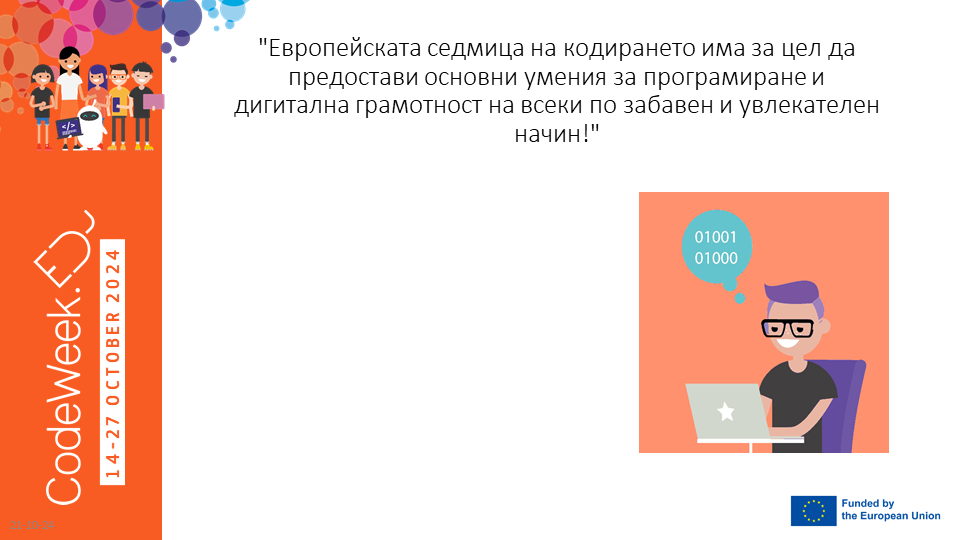 "Европейската седмица на кодирането има за цел да
предостави основни умения за програмиране и
дигитална грамотност на всеки по забавен и увлекателен
начин!"
</>
CodeWeek.EU
14-27 OCTOBER 2024
01001
01000
Funded by
the European Union